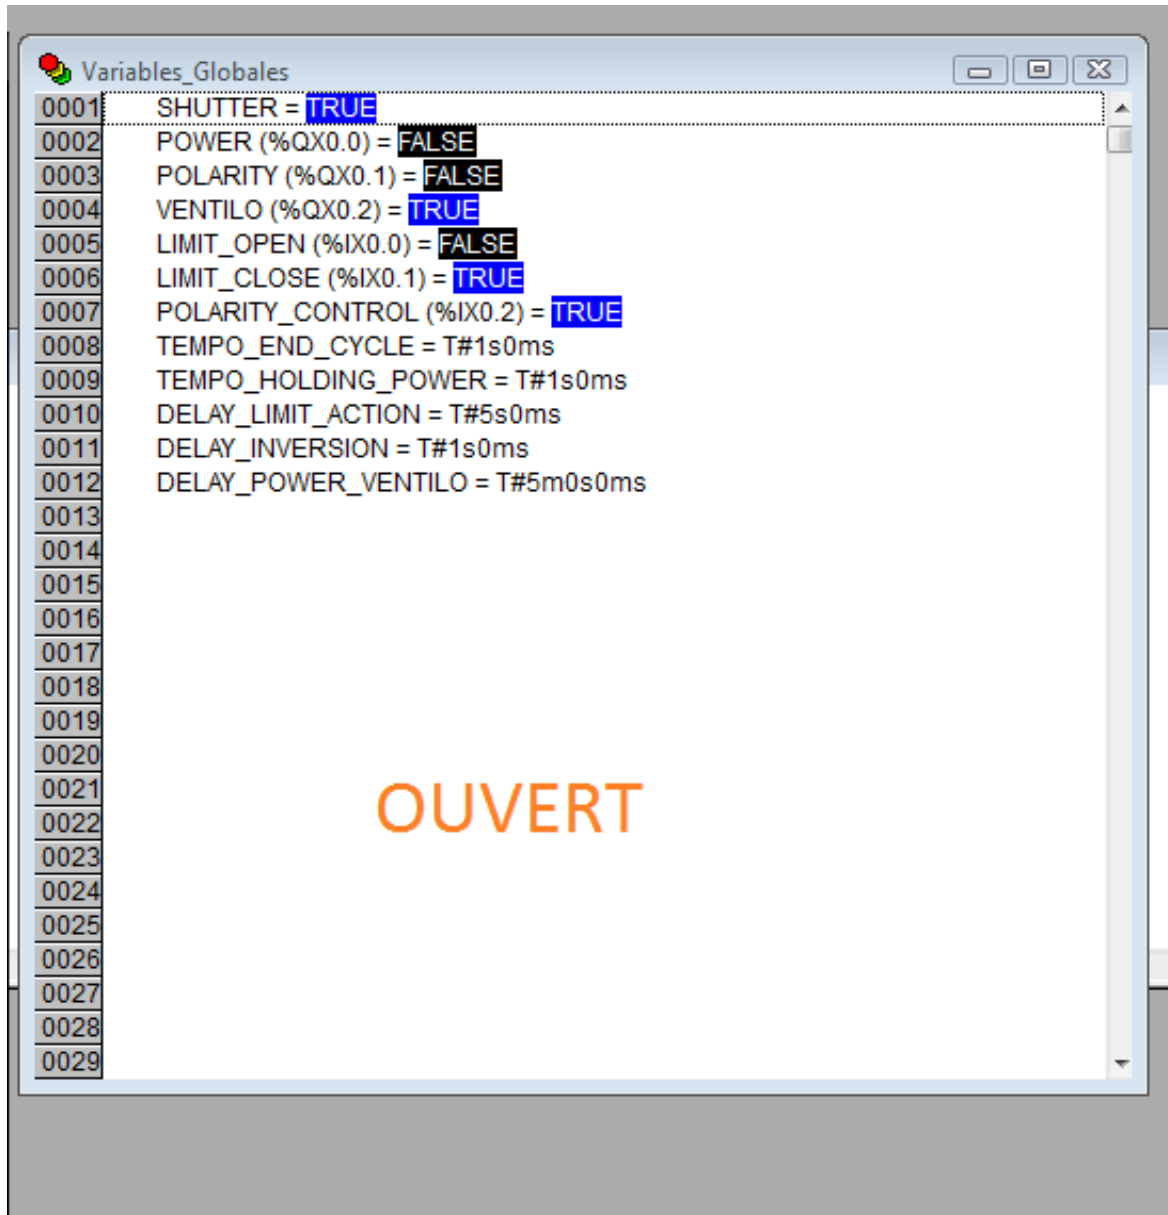 Variables_Globales
0001 SHUTTER = TRUE
0002 POWER (%QX0.0) = FALSE
0003 POLARITY (%QX0.1) = FALSE
0004 VENTILO (%QX0.2) = TRUE
0005 LIMIT_OPEN (%IX0.0) = FALSE
0006 LIMIT_CLOSE (%IX0.1) = TRUE
0007 POLARITY_CONTROL (%IX0.2) = TRUE
0008 TEMPO_END_CYCLE = T#1s0ms
0009 TEMPO_HOLDING_POWER = T#1s0ms
0010 DELAY_LIMIT_ACTION = T#5s0ms
0011 DELAY_INVERSION = T#1s0ms
0012 DELAY_POWER_VENTILO = T#5m0s0ms
0013
0014
0015
0016
0017
0018
0019
0020
0021
OUVERT
0022
0023
0024
0025
0026
0027
0028
0029